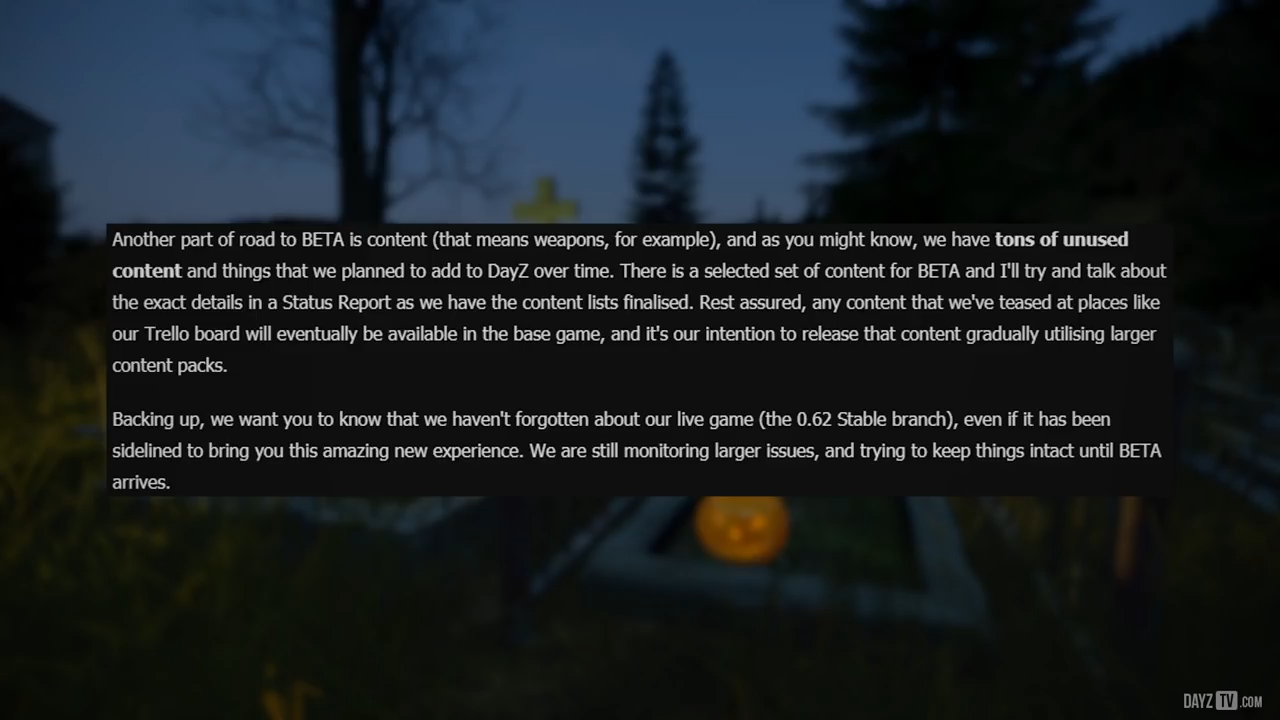 Another part of road to BETA is content (that means weapons, for example), and as you might know, we have tons of unused
content and things that we planned to add to DayZ over time. There is a selected set of content for BETA and I'll try and talk about
the exact details in a Status Report as we have the content lists finalised. Rest assured, any content that we've teased at places like
our Trello board will eventually be available in the base game, and it's our intention to release that content gradually utilising larger
content packs.
Backing up, we want you to know that we haven't forgotten about our live game (the 0.62 Stable branch), even if it has been
sidelined to bring you this amazing new experience. We are still monitoring larger issues, and trying to keep things intact until BETA
arrives.
DAYZ TV .COM